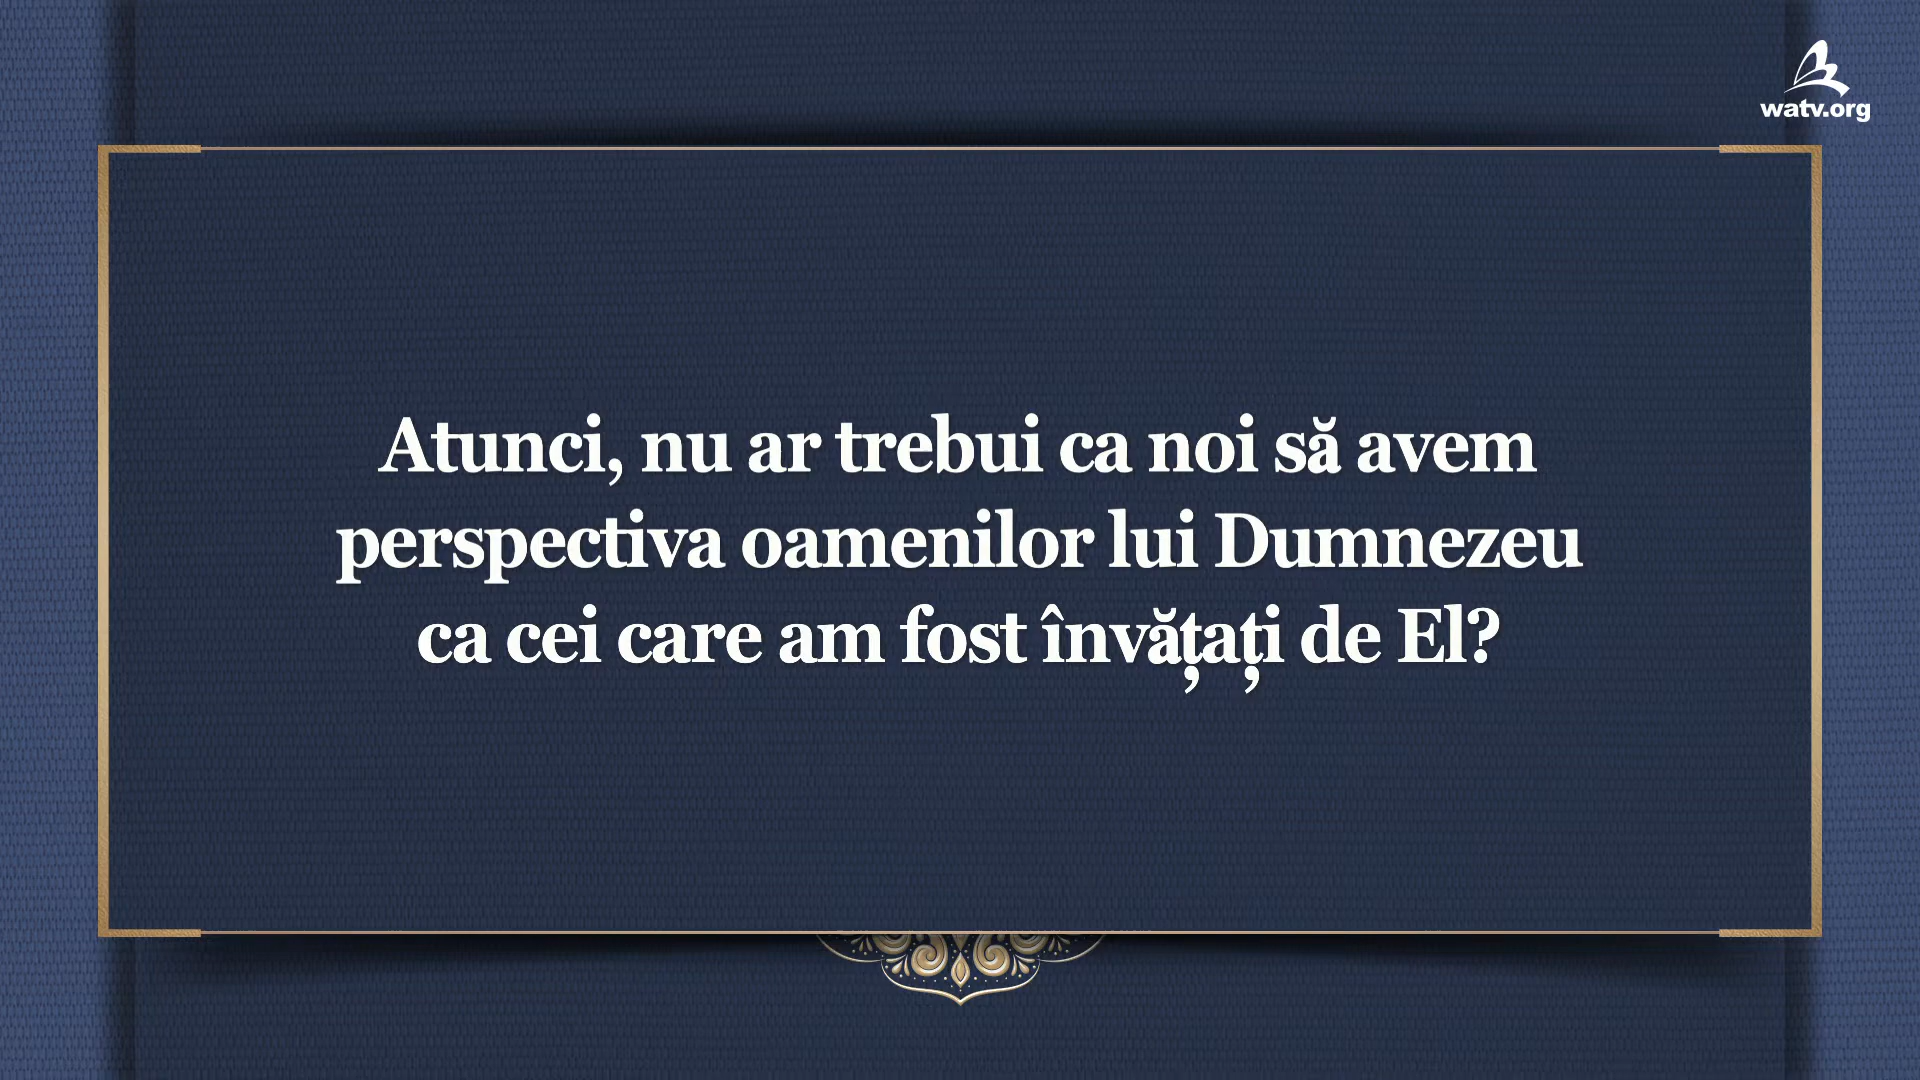 watv.org
Atunci, nu ar trebui ca noi să avem
perspectiva oamenilor lui Dumnezeu
ca cei care am fost învățați de El?